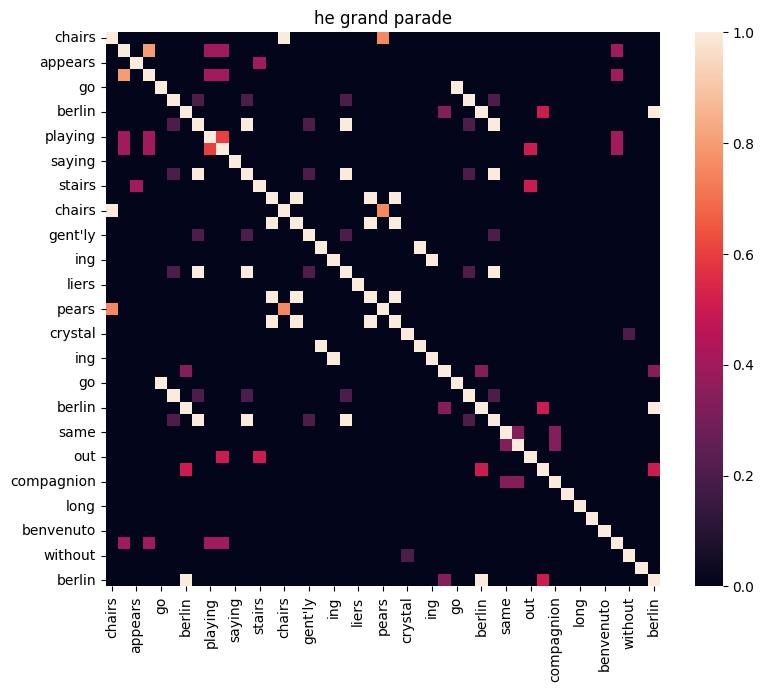 he grand parade
chairs
appears
go
berlin
playing
saying
stairs
chairs
gent'ly
ing
liers
pears
crystal
ing
go
berlin
same
out
compagnion
long
benvenuto
without
berlin
1.0
0.8
0.6
0.4
0.2
0.0
chairs
appears
go
berlin
playing
saying
stairs
chairs
gent'ly
ing
liers
pears
crystal
ing
go
berlin
same
out
compagnion
long
benvenuto
without
berlin